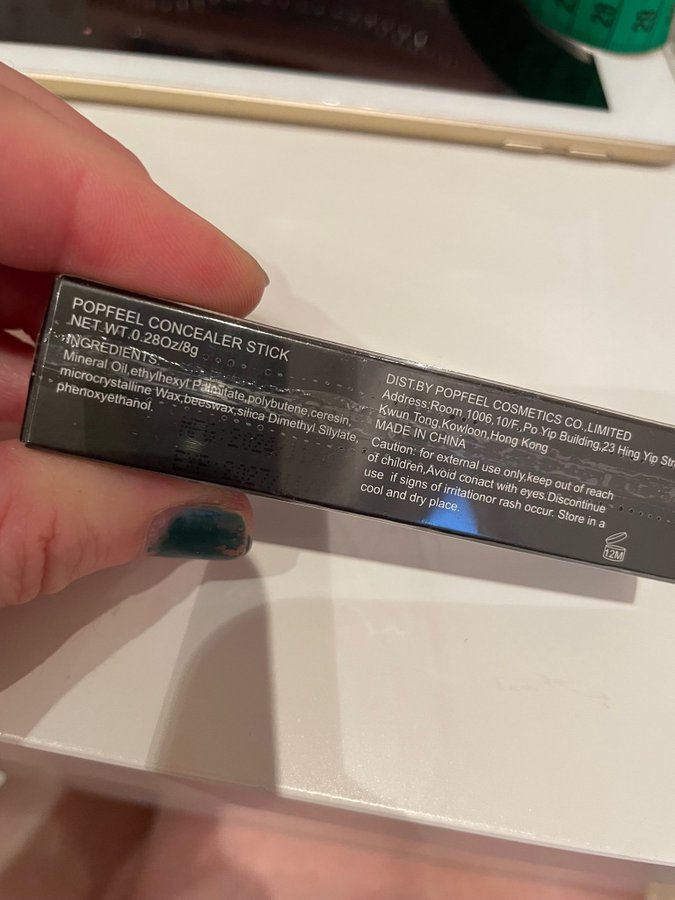 POPFEEL CONCEALER STICK
NET.WT.0.28Oz/8g
INGREDIENTS
Mineral Oil,ethylhexyl Palmitate,polybutene,ceresin,
microcrystalline Wax,beeswax,silica Dimethyl Silylate,
phenoxyethanol.
DIST.BY POPFEEL COSMETICS CO.,LIMITED
Address:Room 1006,10/F,.Po Yip Building,23 Hing Yip
Kwun Tong,Kowloon,Hong Kong
MADE IN CHINA
Caution: for external use only,keep out of reach
of children,Avoid conact with eyes.Discontinue
use if signs of irritationor rash occur. Store in a
cool and dry place.
12M
28
29